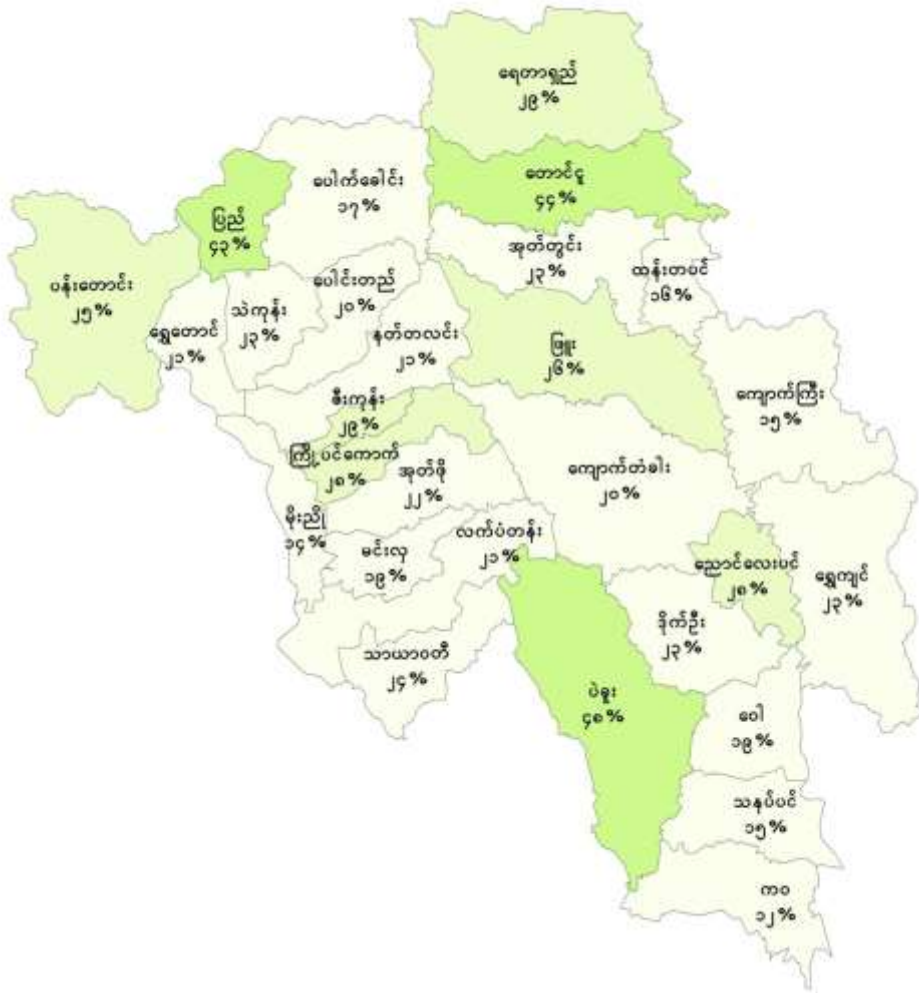 ရေတာရှည်
၂၉%
တောင်ငူ
၄၄%
ပေါက်ခေါင်း
၁၇%
ပြည်
၄၃%
အုတ်တွင်း
၂၃%
ထန်းတပင်
၁၆%
ပန်းတောင်း
၂၅%
ပေါင်းတည်
၂၀%
သဲကုန်း
၂၃%
ရွှေတောင်
၂၁%
နတ်တလင်း
၂၁%
ဖြူး
၂၆%
ကျောက်ကြီး
၁၅%
ဇီးကုန်း
၂၉%
ကြို့ပင်ကောက်
၂၈%
အုတ်ဖို
၂၂%
ကျောက်တံခါး
၂၀%
မိုးညို
၁၄%
မင်းလှ
၁၉%
လက်ပံတန်း
၂၁%
ညောင်လေးပင်
၂၈%
ရွှေကျင်
၂၃%
ဒိုက်ဦး
၂၃%
သာယာဝတီ
၂၄%
ပဲခူး
၄၈%
ဝေါ
၁၉%
သနပ်ပင်
၁၅%
ကဝ
၁၂%